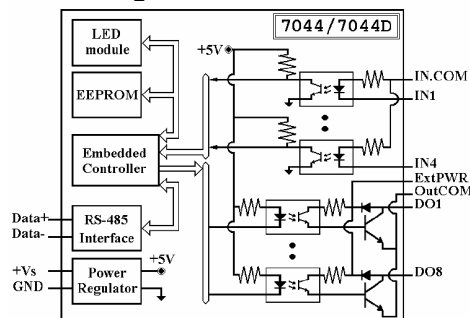 7044/7044D
LED
module
EEPROM
Embedded
Controller
RS-485
Interface
Power
Regulator
Data+
Data-
+Vs
GND
+5V
+5V
IN.COM
IN1
IN4
ExtPWR
OutCOM
DO1
DO8